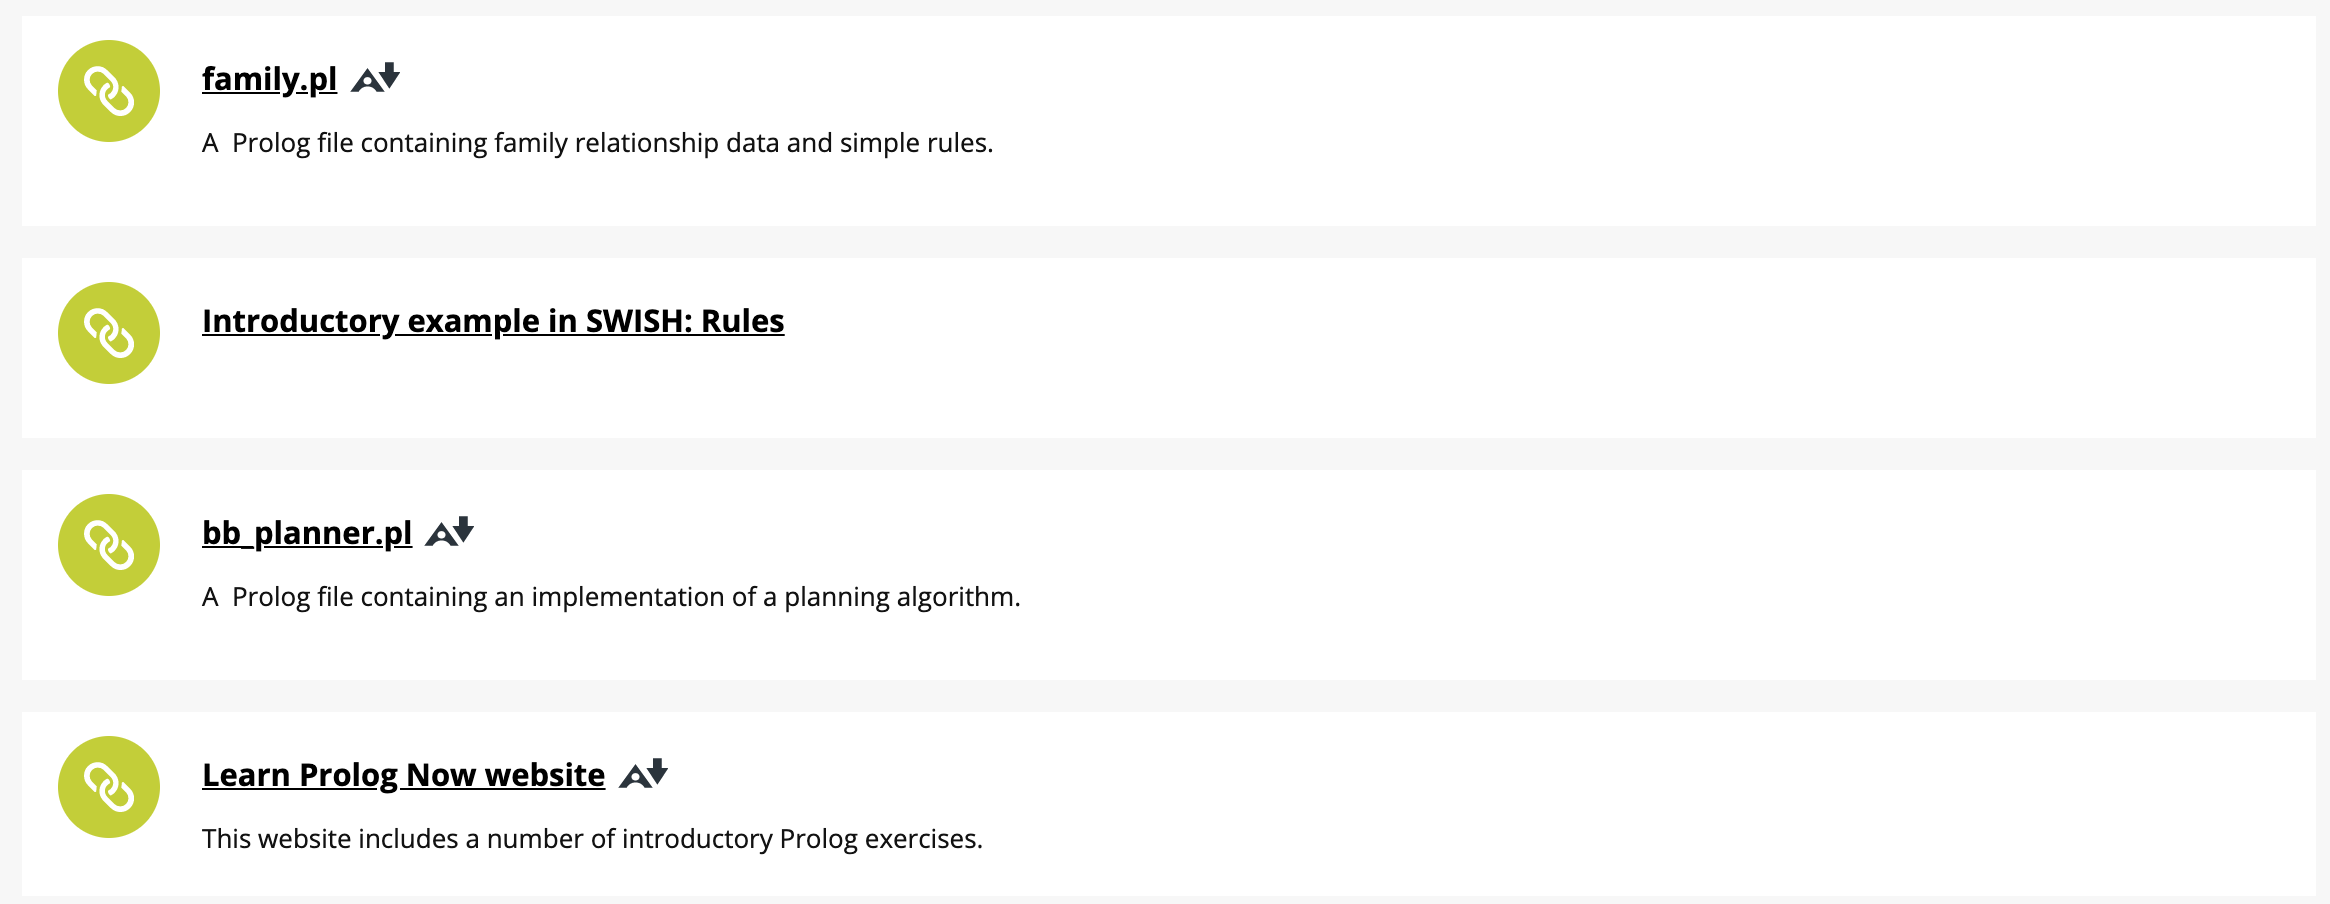 family.pl
A  Prolog file containing family relationship data and simple rules.
Introductory example in SWISH: Rules
bb_planner.pl
A  Prolog file containing an implementation of a planning algorithm.
Learn Prolog Now website
This website includes a number of introductory Prolog exercises.